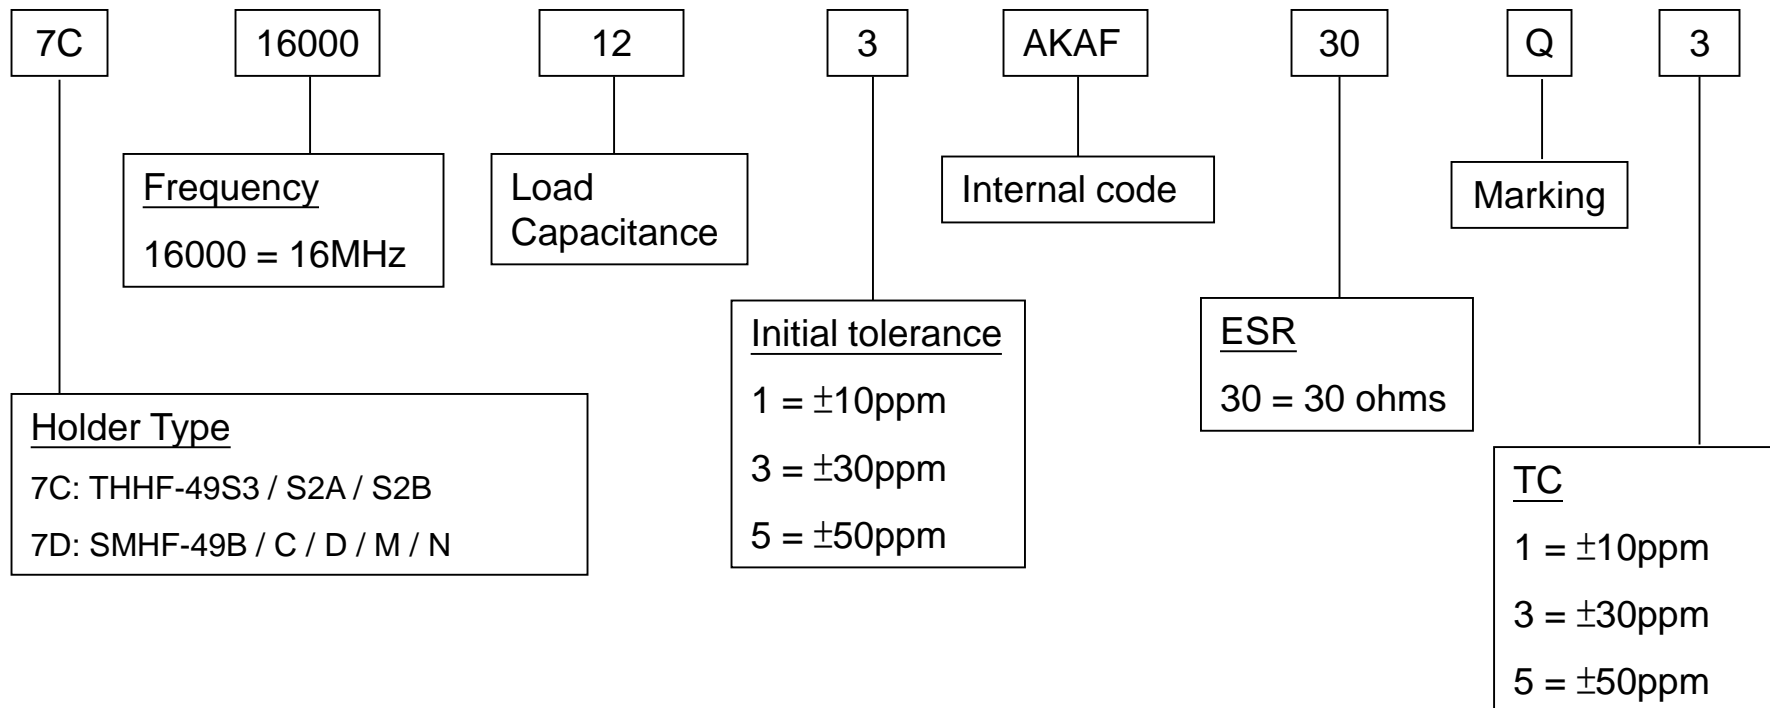 7C 16000 12 3 AKAF 30 Q 3
Frequency
16000 = 16MHz
Load
Capacitance
Internal code
Marking
Initial tolerance
1 = ±10ppm
3 = ±30ppm
5 = ±50ppm
ESR
30 = 30 ohms
Holder Type
7C: THHF-49S3 / S2A / S2B
7D: SMHF-49B / C / D / M / N
TC
1 = ±10ppm
3 = ±30ppm
5 = ±50ppm